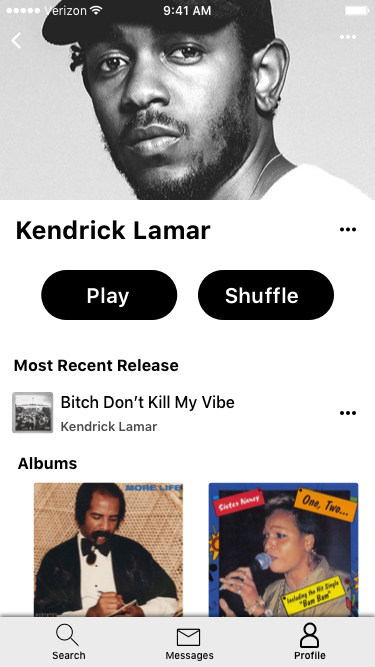 Verizon 9:41 AM
Kendrick Lamar
Play Shuffle
Most Recent Release
Bitch Don’t Kill My Vibe
Kendrick Lamar
Albums
MORE LIFE
Sister Nancy
One, Two...
Including the Hit Single
"Bam Bam"
Search Messages Profile